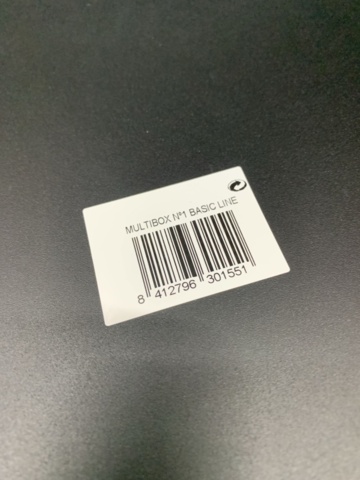 MULTIBOX Nº1 BASIC LINE
8 412796 301551